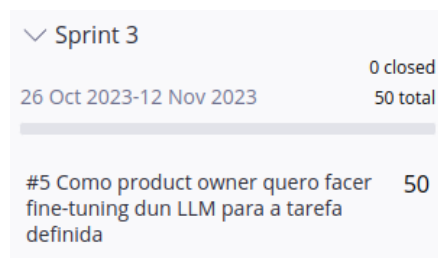 Sprint 3
0 closed
26 Oct 2023-12 Nov 2023
50 total
#5 Como product owner quero facer
50
fine-tuning dun LLM para a tarefa
definida